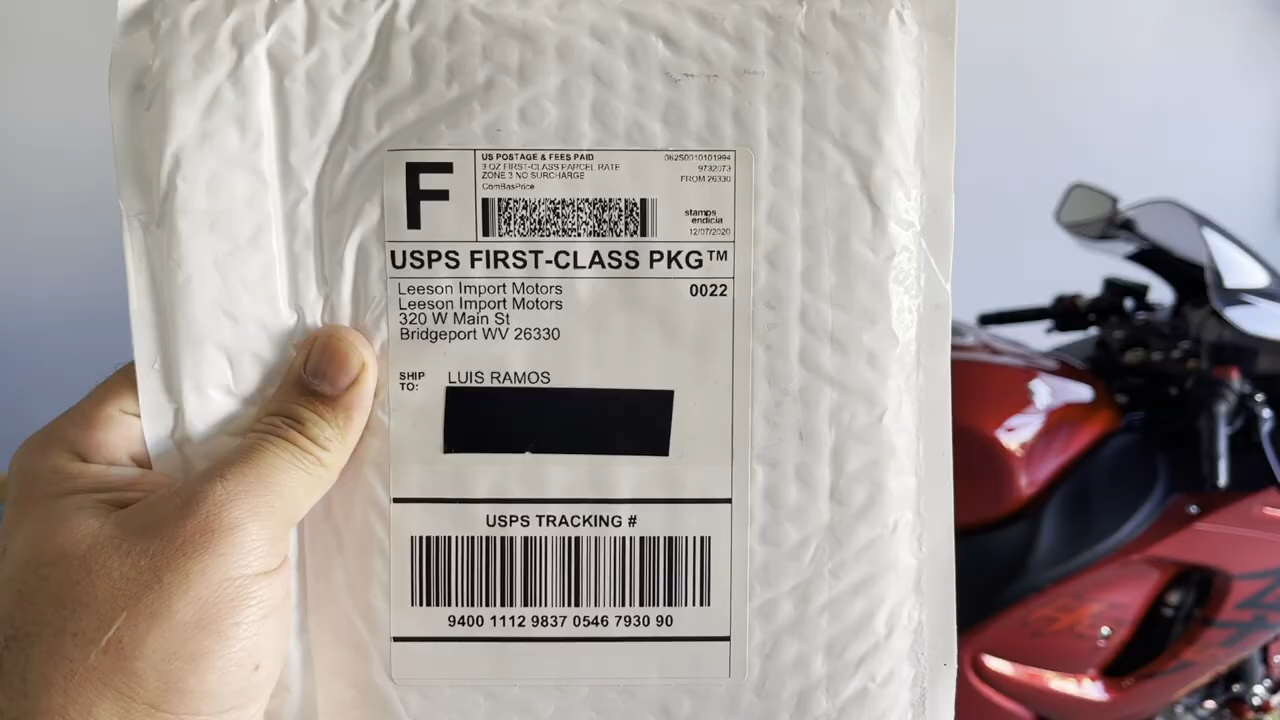 F
US POSTAGE & FEES PAID
3 OZ FIRST-CLASS PARCEL RATE
ZONE 3 NO SURCHARGE
ComBasPrice
062S0010101994
9732073
FROM 26330
stamps
endicia
12/07/2020
USPS FIRST-CLASS PKG™
Leeson Import Motors
Leeson Import Motors
320 W Main St
Bridgeport WV 26330
0022
SHIP
TO:
LUIS RAMOS
USPS TRACKING #
9400 1112 9837 0546 7930 90